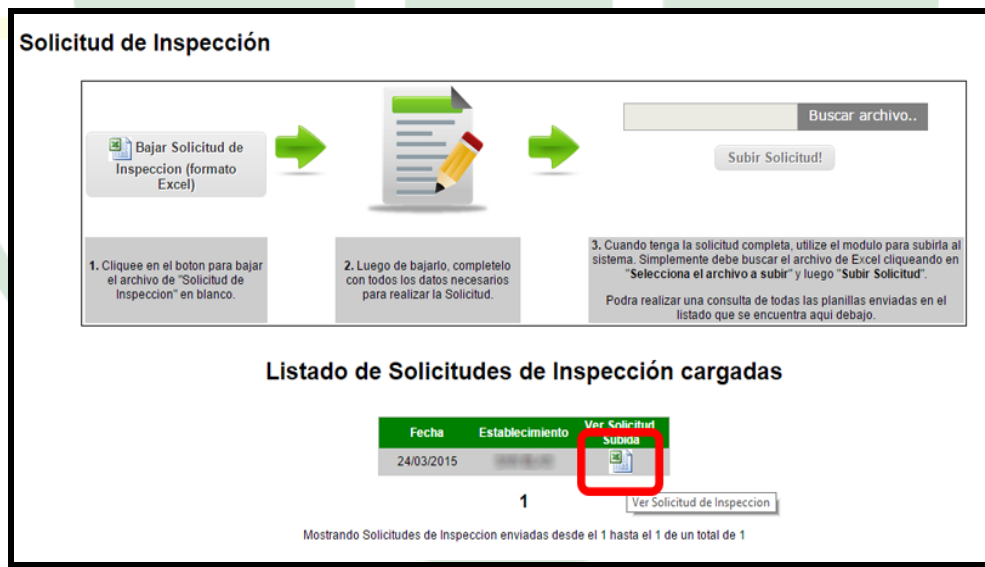 Solicitud de Inspección
Bajar Solicitud de
Inspeccion (formato
Excel)
Buscar archivo..
Subir Solicitud!
1. Cliquee en el boton para bajar
el archivo de "Solicitud de
Inspeccion" en blanco.
2. Luego de bajarlo, completelo
con todos los datos necesarios
para realizar la Solicitud.
3. Cuando tenga la solicitud completa, utilize el modulo para subirla al
sistema. Simplemente debe buscar el archivo de Excel cliqueando en
"Selecciona el archivo a subir" y luego "Subir Solicitud".
Podra realizar una consulta de todas las planillas enviadas en el
listado que se encuentra aqui debajo.
Listado de Solicitudes de Inspección cargadas
Fecha Establecimiento Ver Solicitud
Subida
24/03/2015
1
Ver Solicitud de Inspeccion
Mostrando Solicitudes de Inspeccion enviadas desde el 1 hasta el 1 de un total de 1